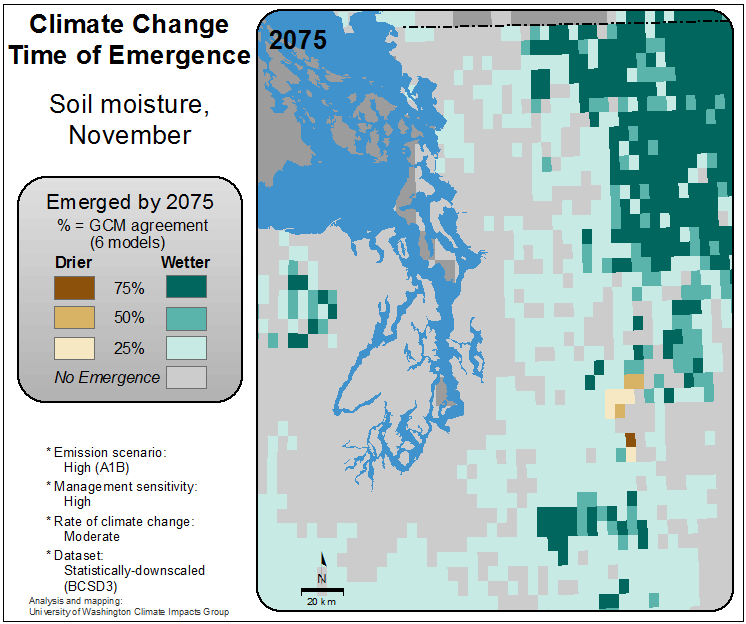 Climate Change
Time of Emergence
Soil moisture,
November
Emerged by 2075
% = GCM agreement
(6 models)
Drier Wetter
75%
50%
25%
No Emergence
* Emission scenario:
High (A1B)
* Management sensitivity:
High
* Rate of climate change:
Moderate
* Dataset:
Statistically-downscaled
(BCSD3)
Analysis and mapping:
University of Washington Climate Impacts Group
2075
N
20 km